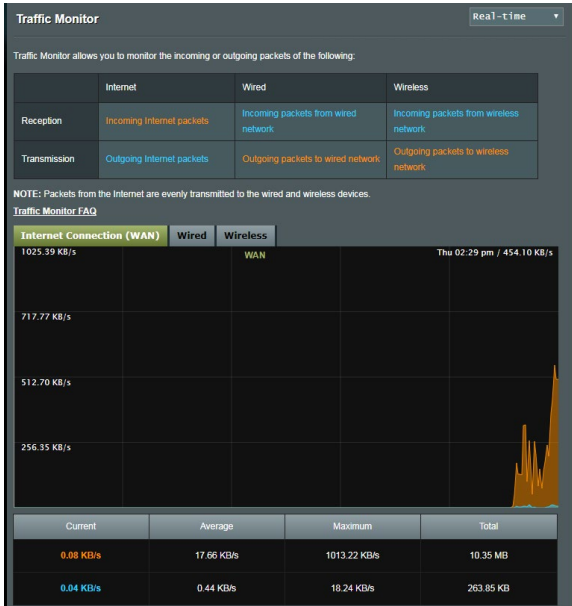 Traffic Monitor
Real-time
Traffic Monitor allows you to monitor the incoming or outgoing packets of the following:
Internet Wired Wireless
Reception
Incoming Internet packets
Incoming packets from wired
network
Incoming packets from wireless
network
Transmission
Outgoing Internet packets
Outgoing packets to wired network
Outgoing packets to wireless
network
NOTE: Packets from the Internet are evenly transmitted to the wired and wireless devices.
Traffic Monitor FAQ
Internet Connection (WAN) Wired Wireless
1025.39 KB/s WAN Thu 02:29 pm / 454.10 KB/s
717.77 KB/s
512.70 KB/s
256.35 KB/s
Current Average Maximum Total
0.08 KB/s 17.66 KB/s 1013.22 KB/s 10.35 MB
0.04 KB/s 0.44 KB/s 18.24 KB/s 263.85 KB